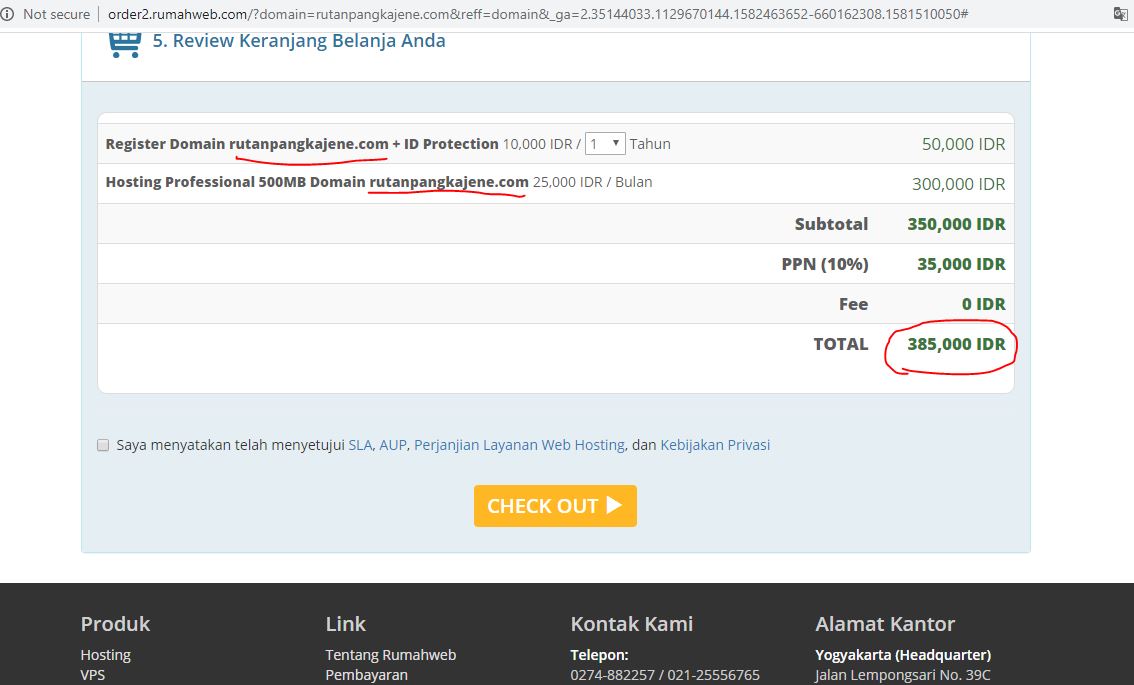 Not secure | order2.rumahweb.com/?domain=rutanpangkajene.com&reff=domain&_ga=2.35144033.1129670144.1582463652-660162308.1581510050#
5. Review Keranjang Belanja Anda
Register Domain rutanpangkajene.com + ID Protection 10,000 IDR / 1 Tahun 50,000 IDR
Hosting Professional 500MB Domain rutanpangkajene.com 25,000 IDR / Bulan 300,000 IDR
Subtotal 350,000 IDR
PPN (10%) 35,000 IDR
Fee 0 IDR
TOTAL 385,000 IDR
Saya menyatakan telah menyetujui SLA, AUP, Perjanjian Layanan Web Hosting, dan Kebijakan Privasi
CHECK OUT
Produk
Hosting
VPS
Link
Tentang Rumahweb
Pembayaran
Kontak Kami
Telepon:
0274-882257 / 021-25556765
Alamat Kantor
Yogyakarta (Headquarter)
Jalan Lempongsari No. 39C